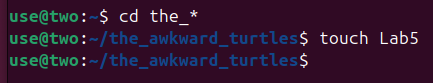 use@two:~$ cd the_*
use@two:~/the_awkward_turtles$ touch Lab5
use@two:~/the_awkward_turtles$